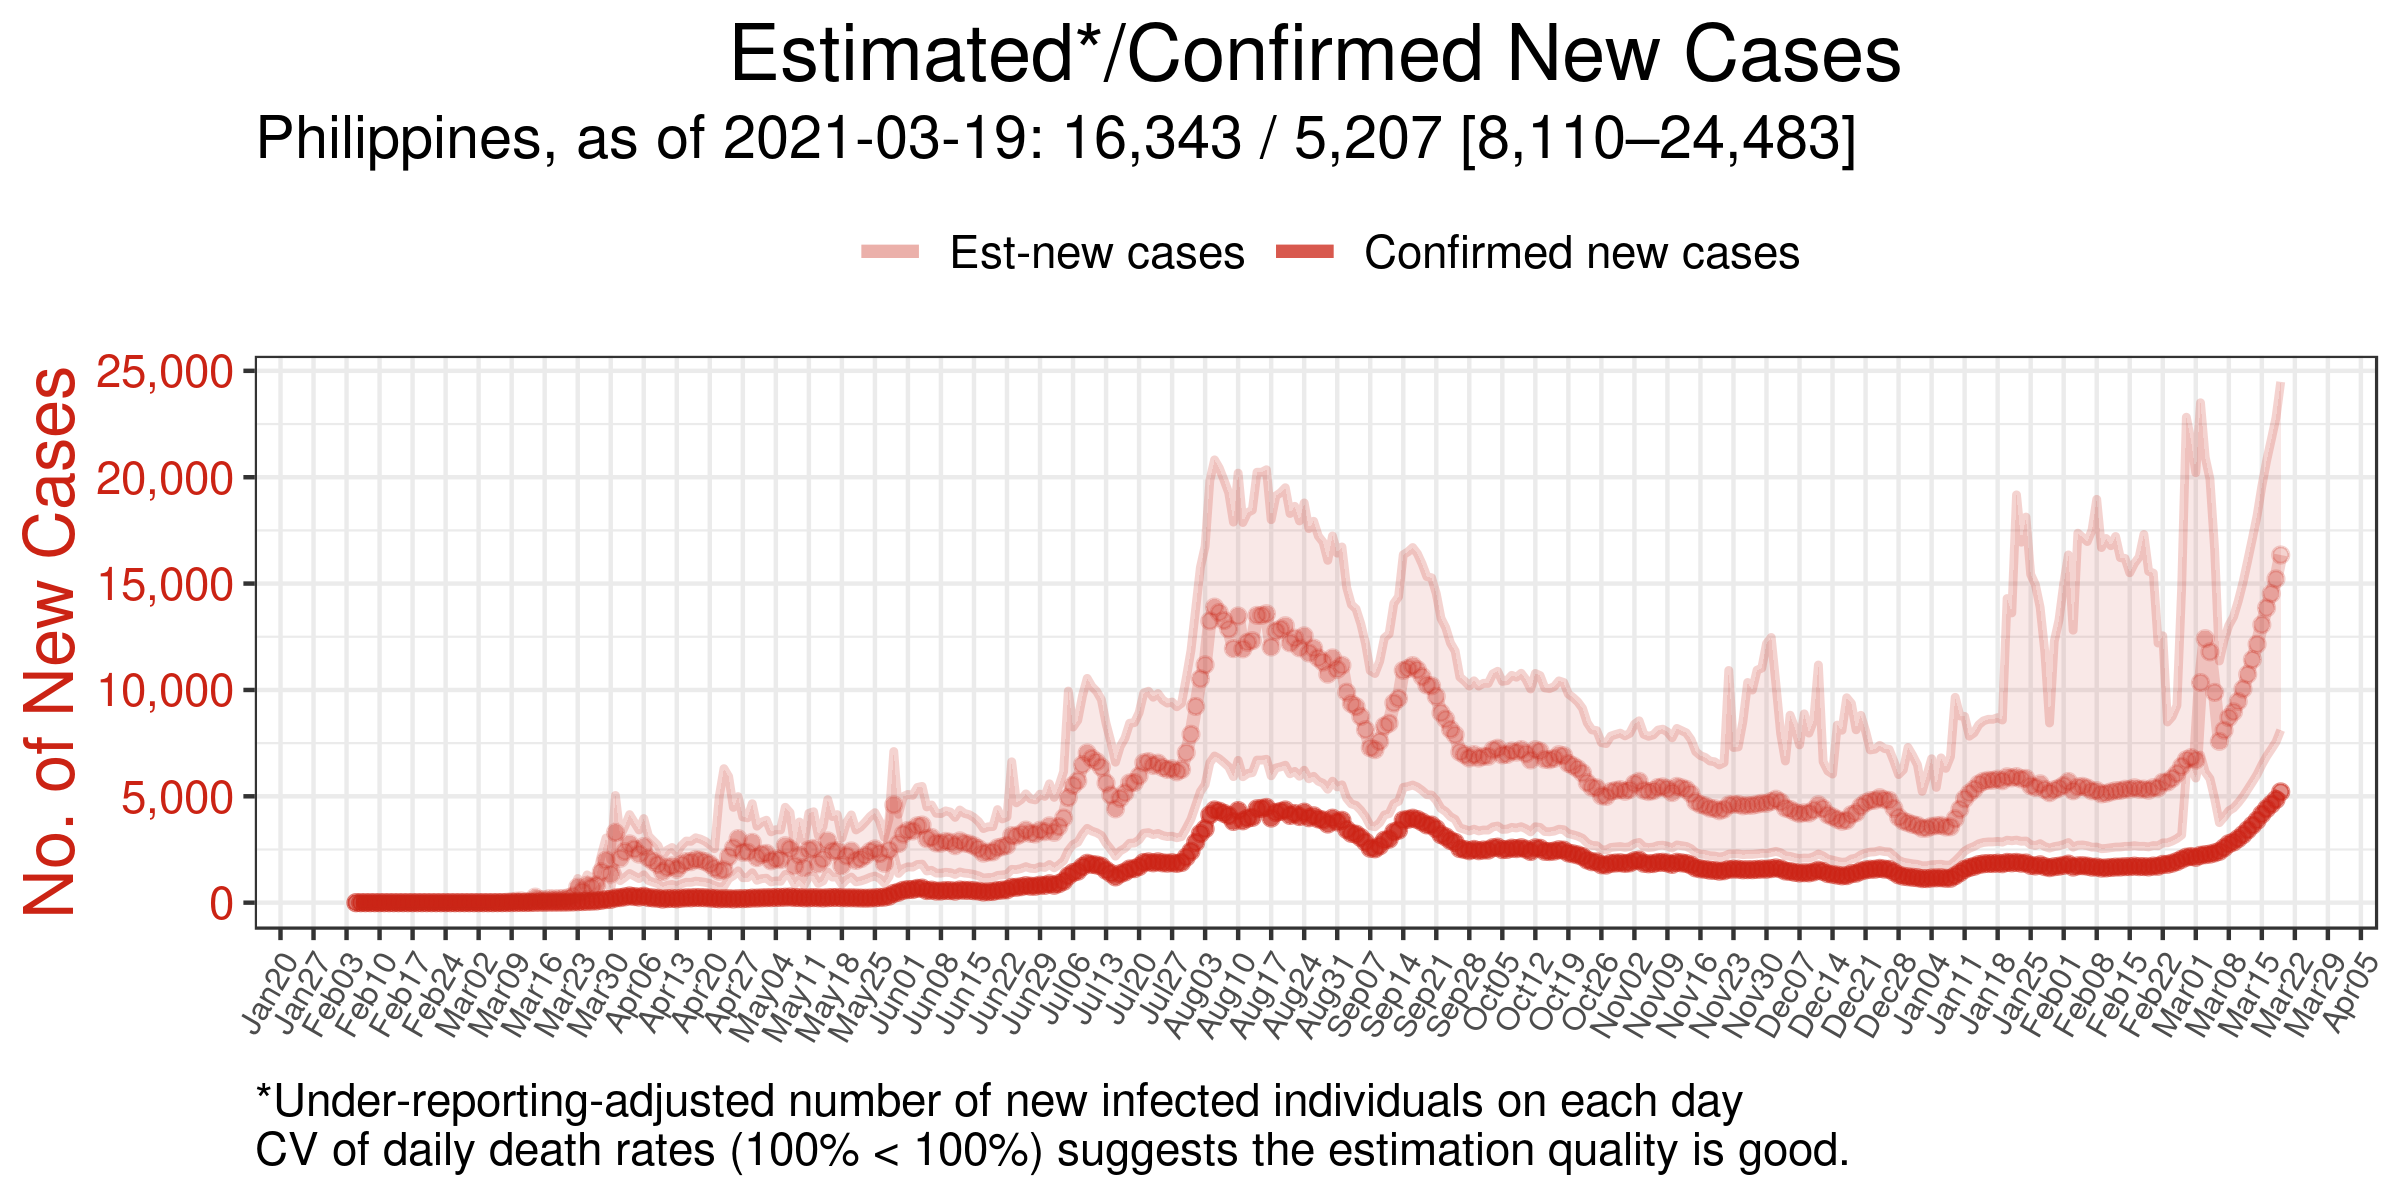 Estimated*/Confirmed New Cases
Philippines, as of 2021-03-19: 16,343 / 5,207 [8,110–24,483]
Est-new cases
Confirmed new cases
No. of New Cases
25,000
20,000
15,000
10,000
5,000
0
Jan20
Jan27
Feb03
Feb10
Feb17
Feb24
Mar02
Mar09
Mar16
Mar23
Mar30
Apr06
Apr13
Apr20
Apr27
May04
May11
May18
May25
Jun01
Jun08
Jun15
Jun22
Jun29
Jul06
Jul13
Jul20
Jul27
Aug03
Aug10
Aug17
Aug24
Aug31
Sep07
Sep14
Sep21
Sep28
Oct05
Oct12
Oct19
Oct26
Nov02
Nov09
Nov16
Nov23
Nov30
Dec07
Dec14
Dec21
Dec28
Jan04
Jan11
Jan18
Jan25
Feb01
Feb08
Feb15
Feb22
Mar01
Mar08
Mar15
Mar22
Mar29
Apr05
*Under-reporting-adjusted number of new infected individuals on each day
CV of daily death rates (100% < 100%) suggests the estimation quality is good.